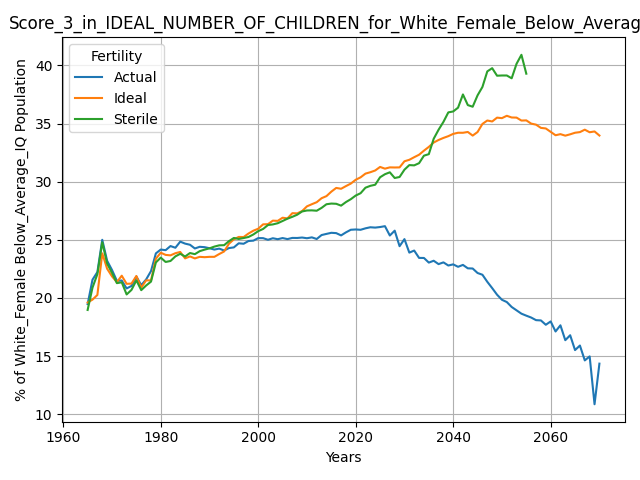 Score_3_in_IDEAL_NUMBER_OF_CHILDREN_for_White_Female_Below_Averag
% of White_Female Below_Average_IQ Population
Fertility
Actual
Ideal
Sterile
40
35
30
25
20
15
10
1960
1980
2000
2020
2040
2060
Years